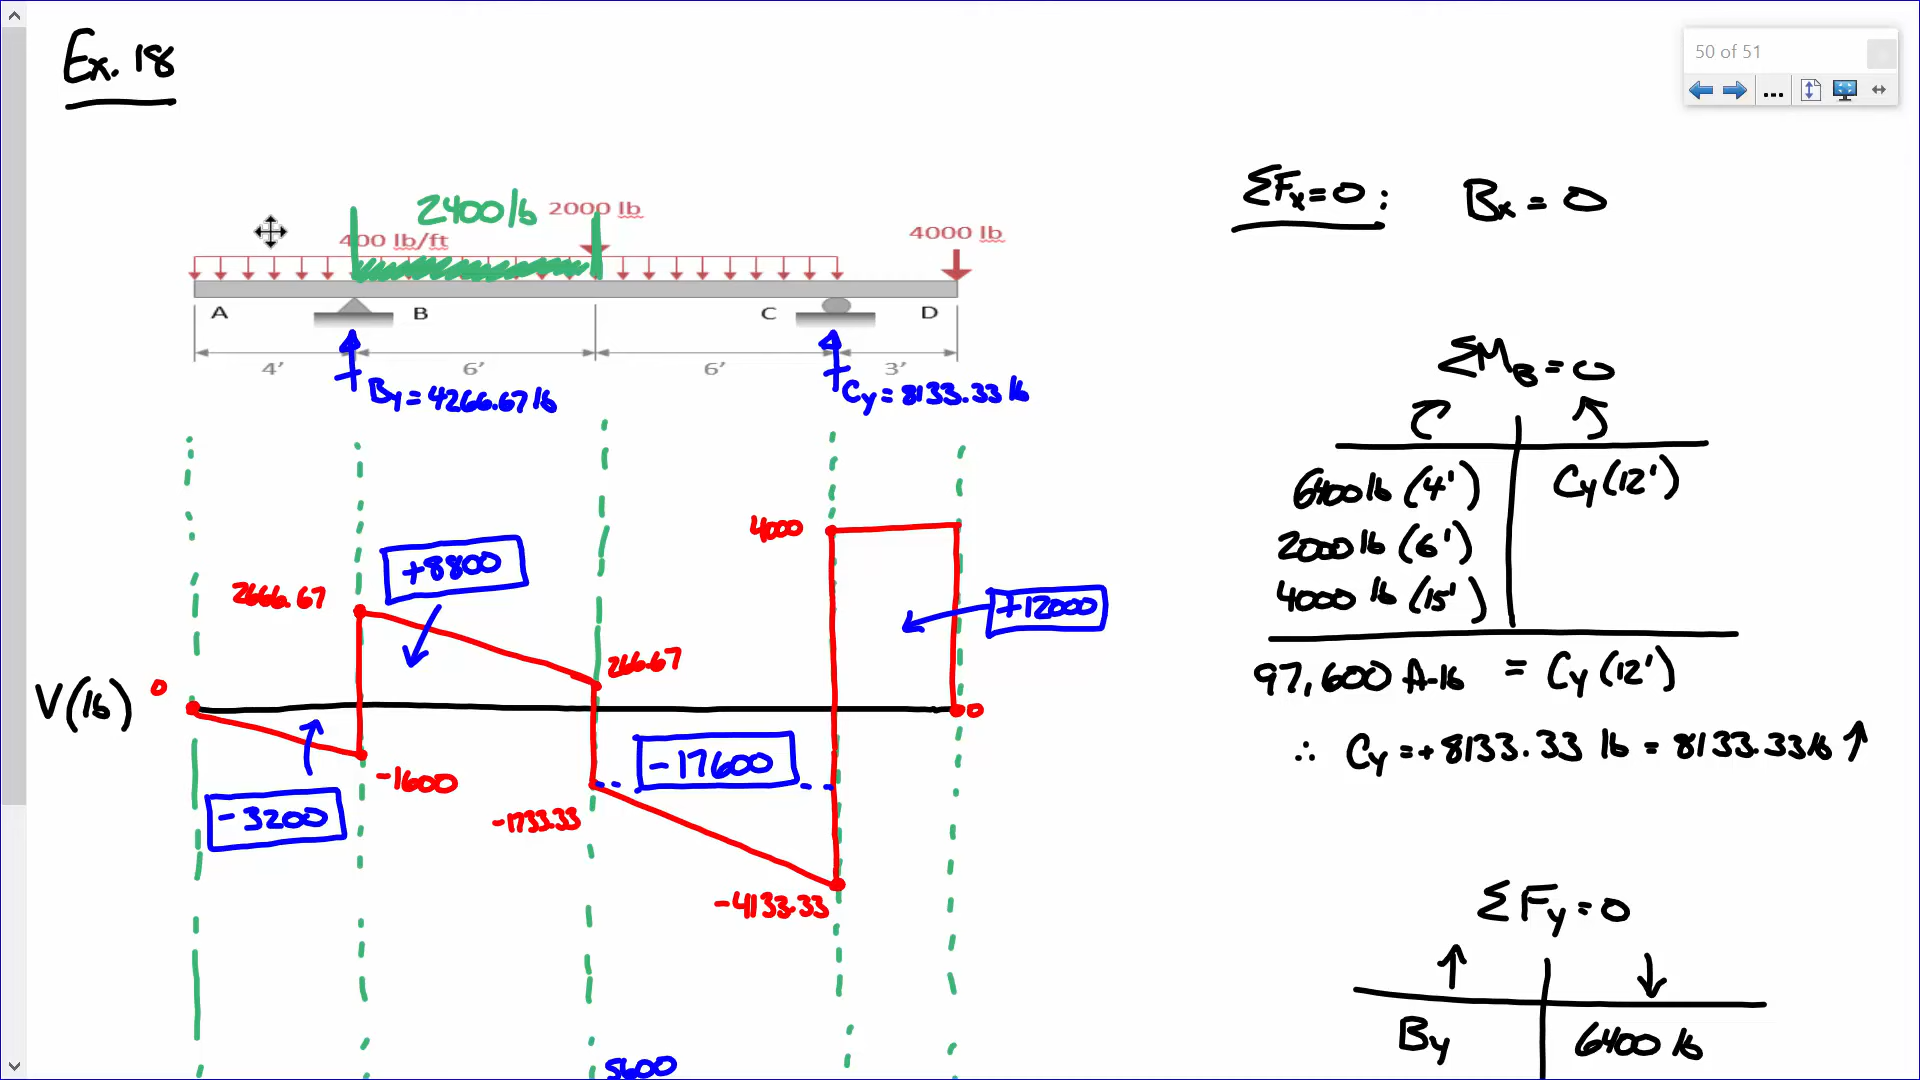 Ex. 18
50 of 51
...
ΣFx=0: Bx = 0
2400 lb 2000 lb
400 lb/ft
4000 lb
A B C D
4' 6' 6' 3'
By = 4266.67 lb
Cy = 8133.33 lb
ΣMB = 0
6400 lb (4') Cy (12')
2000 lb (6')
4000 lb (15')
97,600 ft-lb = Cy (12')
∴ Cy = +8133.33 lb = 8133.33 lb ↑
ΣFy = 0
↑ ↓
By 6400 lb
4000
+8800
2666.67
+12000
266.67
V(lb) 0
0
-17600
-1600
-3200
-1733.33
-4133.33
5600